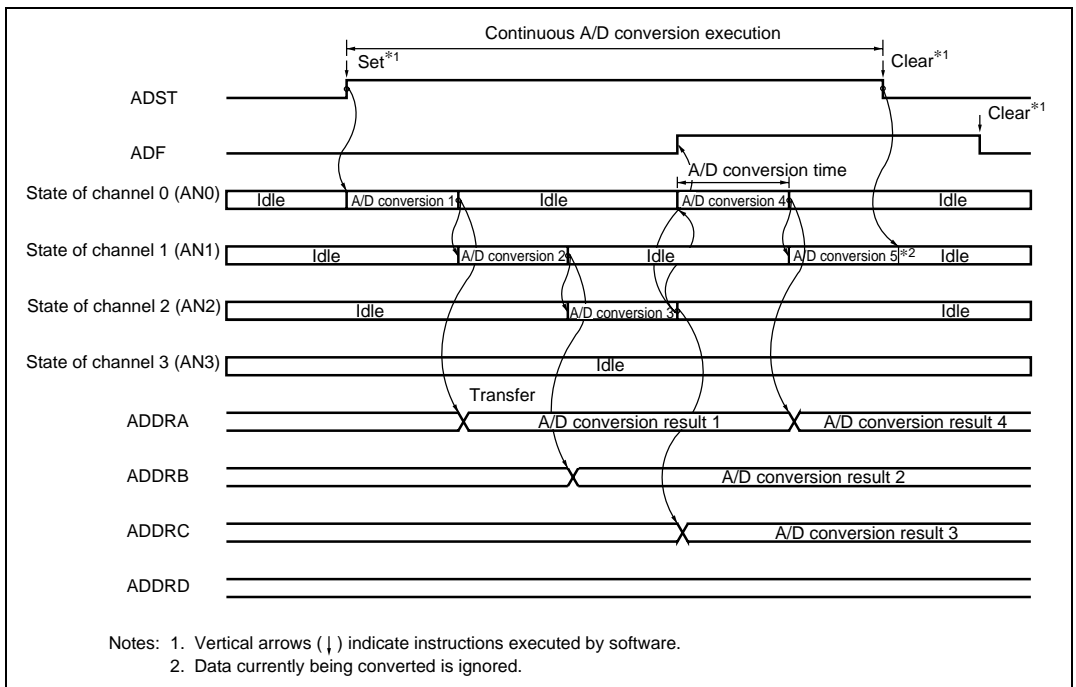 Continuous A/D conversion execution
Set*1
Clear*1
ADST
Clear*1
ADF
A/D conversion time
State of channel 0 (AN0)
Idle
A/D conversion 1
Idle
A/D conversion 4
Idle
State of channel 1 (AN1)
Idle
A/D conversion 2
Idle
A/D conversion 5*2
Idle
State of channel 2 (AN2)
Idle
A/D conversion 3
Idle
State of channel 3 (AN3)
Idle
Transfer
ADDRA
A/D conversion result 1
A/D conversion result 4
ADDRB
A/D conversion result 2
ADDRC
A/D conversion result 3
ADDRD
Notes: 1. Vertical arrows (↓) indicate instructions executed by software.
2. Data currently being converted is ignored.